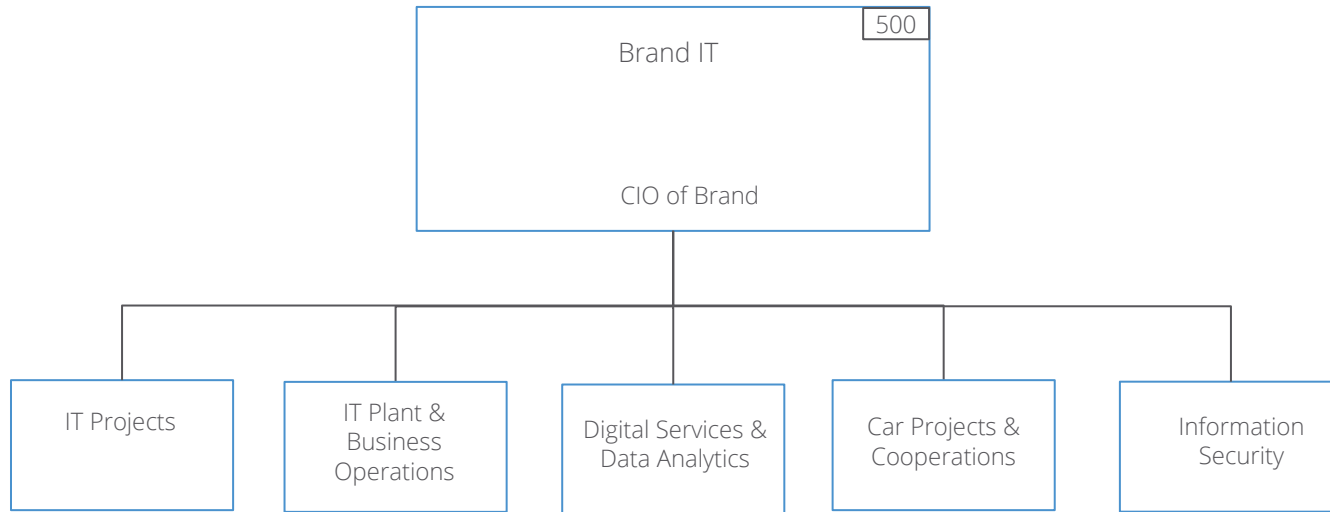 500
Brand IT
CIO of Brand
IT Projects
IT Plant &
Business
Operations
Digital Services &
Data Analytics
Car Projects &
Cooperations
Information
Security